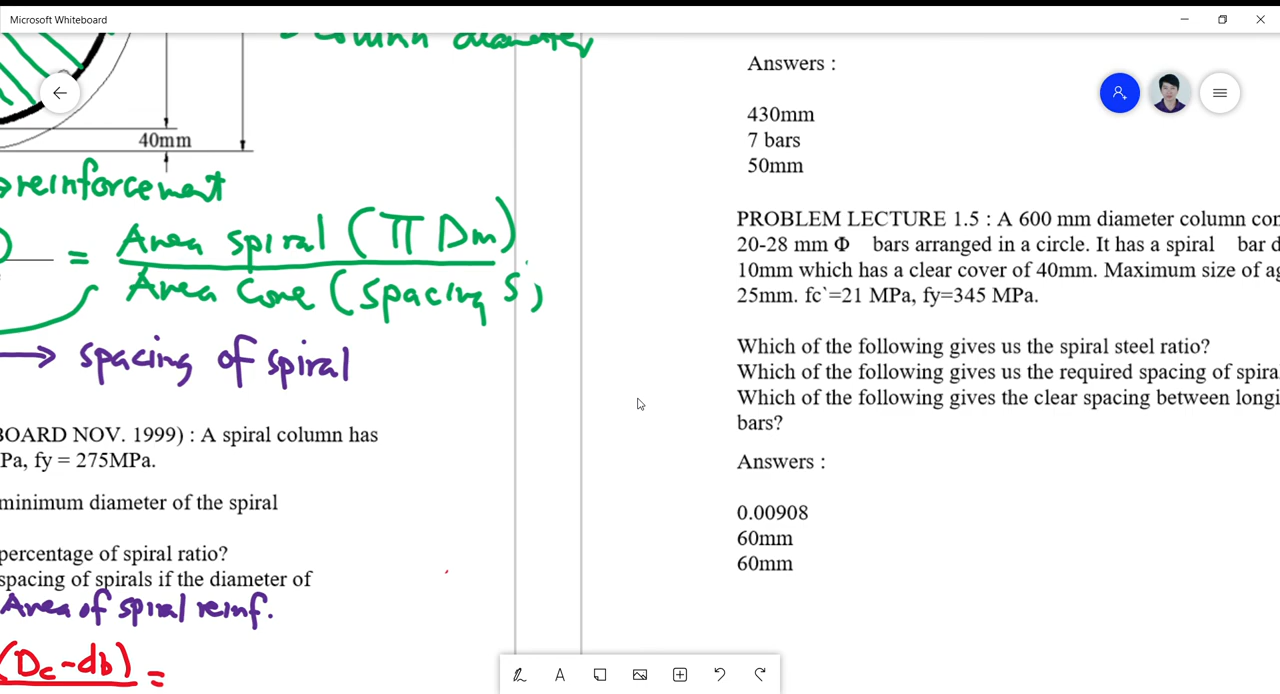 Microsoft Whiteboard
column diameter
40mm
reinforcement
= Area spiral (π Dm)
Area Core (spacing S)
→ spacing of spiral
BOARD NOV. 1999) : A spiral column has
Pa, fy = 275MPa.
minimum diameter of the spiral
percentage of spiral ratio?
spacing of spirals if the diameter of
Area of spiral reinf.
(Dc-db) =
Answers :
430mm
7 bars
50mm
PROBLEM LECTURE 1.5 : A 600 mm diameter column con
20-28 mm Φ bars arranged in a circle. It has a spiral bar d
10mm which has a clear cover of 40mm. Maximum size of ag
25mm. fc`=21 MPa, fy=345 MPa.
Which of the following gives us the spiral steel ratio?
Which of the following gives us the required spacing of spira
Which of the following gives the clear spacing between longi
bars?
Answers :
0.00908
60mm
60mm